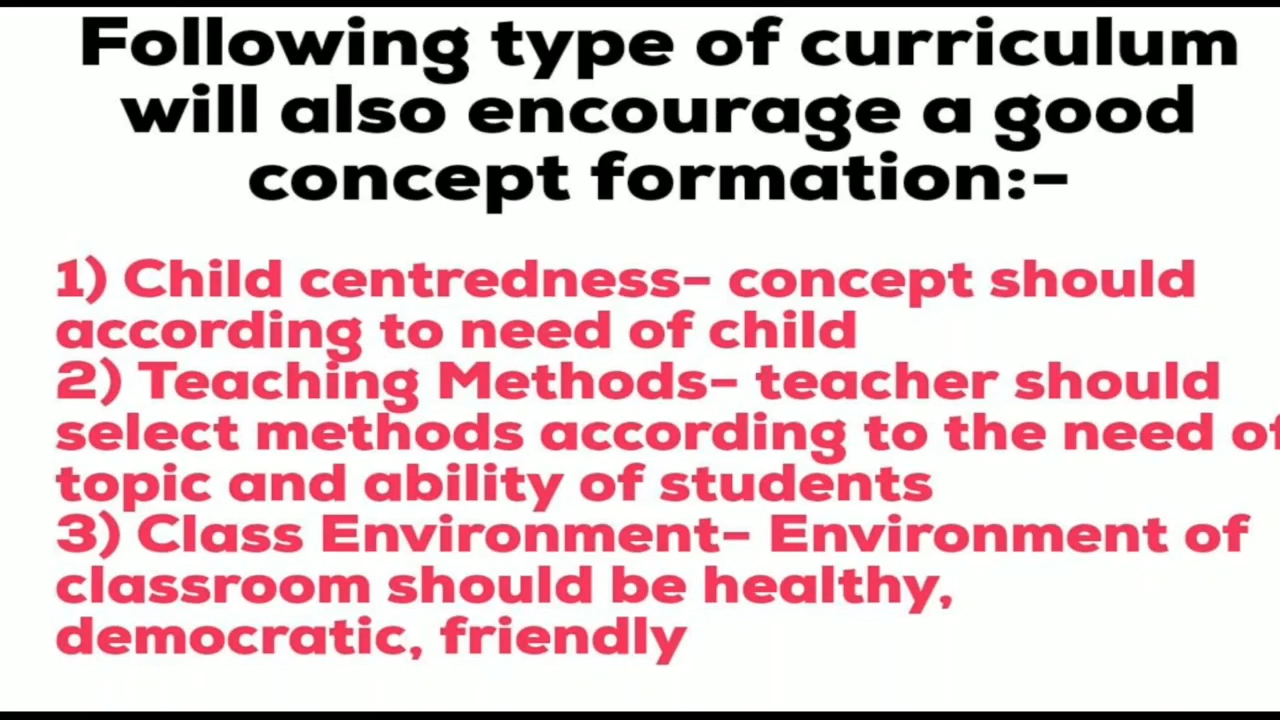 Following type of curriculum
will also encourage a good
concept formation:-
1) Child centredness- concept should
according to need of child
2) Teaching Methods- teacher should
select methods according to the need of
topic and ability of students
3) Class Environment- Environment of
classroom should be healthy,
democratic, friendly